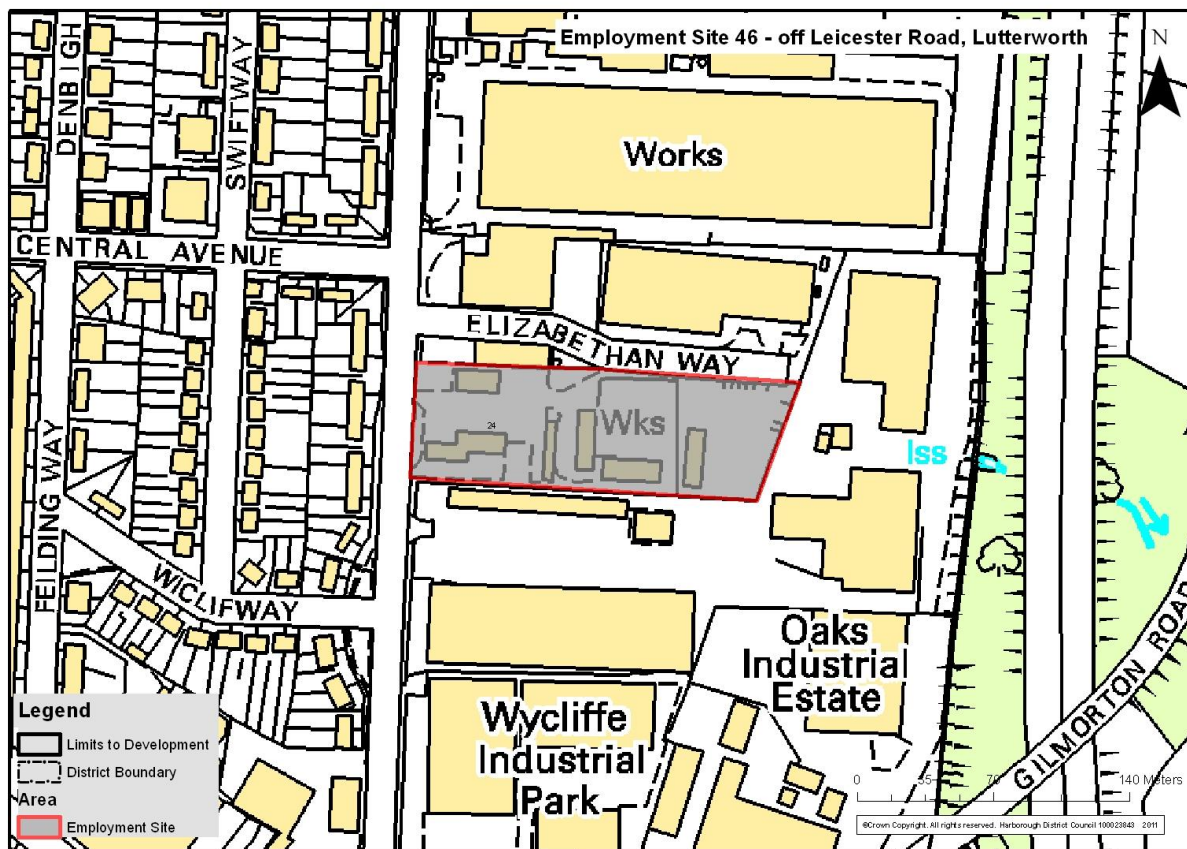 Employment Site 46 - off Leicester Road, Lutterworth
N
DENBIGH
SWIFTWAY
Works
CENTRAL AVENUE
ELIZABETHAN WAY
24
Wks
Iss
FEILDING WAY
WICLIFWAY
Oaks
Industrial
Estate
Wycliffe
Industrial
Park
GILMORTON ROAD
Legend
Limits to Development
District Boundary
Area
Employment Site
0 35 70 140 Meters
©Crown Copyright. All rights reserved. Harborough District Council 100023843 2011